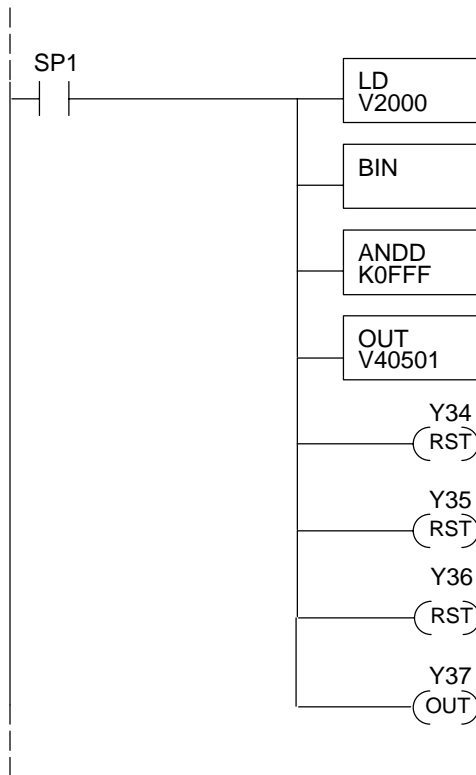 SP1
LD
V2000
BIN
ANDD
K0FFF
OUT
V40501
Y34
RST
Y35
RST
Y36
RST
Y37
OUT